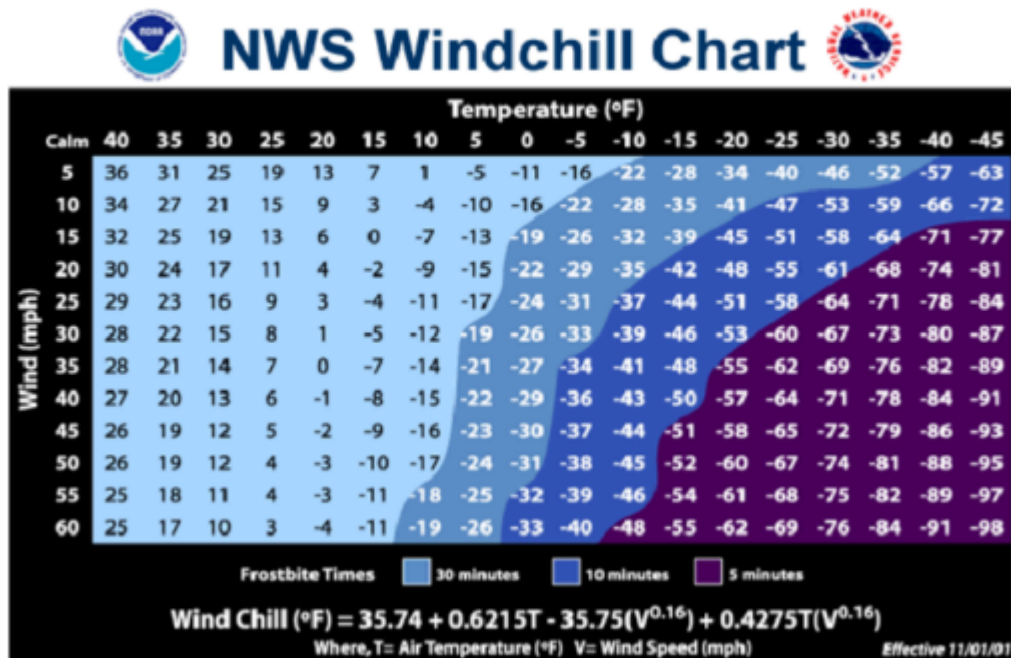 NOAA
NWS Windchill Chart
Temperature (ºF)
Calm 40 35 30 25 20 15 10 5 0 -5 -10 -15 -20 -25 -30 -35 -40 -45
5 36 31 25 19 13 7 1 -5 -11 -16 -22 -28 -34 -40 -46 -52 -57 -63
10 34 27 21 15 9 3 -4 -10 -16 -22 -28 -35 -41 -47 -53 -59 -66 -72
15 32 25 19 13 6 0 -7 -13 -19 -26 -32 -39 -45 -51 -58 -64 -71 -77
20 30 24 17 11 4 -2 -9 -15 -22 -29 -35 -42 -48 -55 -61 -68 -74 -81
25 29 23 16 9 3 -4 -11 -17 -24 -31 -37 -44 -51 -58 -64 -71 -78 -84
30 28 22 15 8 1 -5 -12 -19 -26 -33 -39 -46 -53 -60 -67 -73 -80 -87
35 28 21 14 7 0 -7 -14 -21 -27 -34 -41 -48 -55 -62 -69 -76 -82 -89
40 27 20 13 6 -1 -8 -15 -22 -29 -36 -43 -50 -57 -64 -71 -78 -84 -91
45 26 19 12 5 -2 -9 -16 -23 -30 -37 -44 -51 -58 -65 -72 -79 -86 -93
50 26 19 12 4 -3 -10 -17 -24 -31 -38 -45 -52 -60 -67 -74 -81 -88 -95
55 25 18 11 4 -3 -11 -18 -25 -32 -39 -46 -54 -61 -68 -75 -82 -89 -97
60 25 17 10 3 -4 -11 -19 -26 -33 -40 -48 -55 -62 -69 -76 -84 -91 -98
Wind (mph)
Frostbite Times 30 minutes 10 minutes 5 minutes
Wind Chill (ºF) = 35.74 + 0.6215T - 35.75(V^0.16) + 0.4275T(V^0.16)
Where, T= Air Temperature (ºF) V= Wind Speed (mph)
Effective 11/01/01